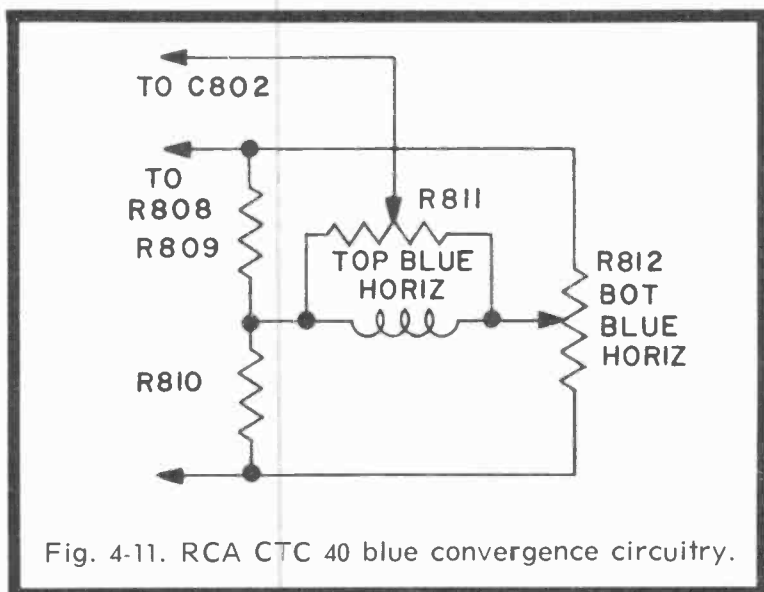 TO C802
TO
R808
R809
R811
TOP BLUE
HORIZ
R812
BOT
BLUE
HORIZ
R810
Fig. 4-11. RCA CTC 40 blue convergence circuitry.